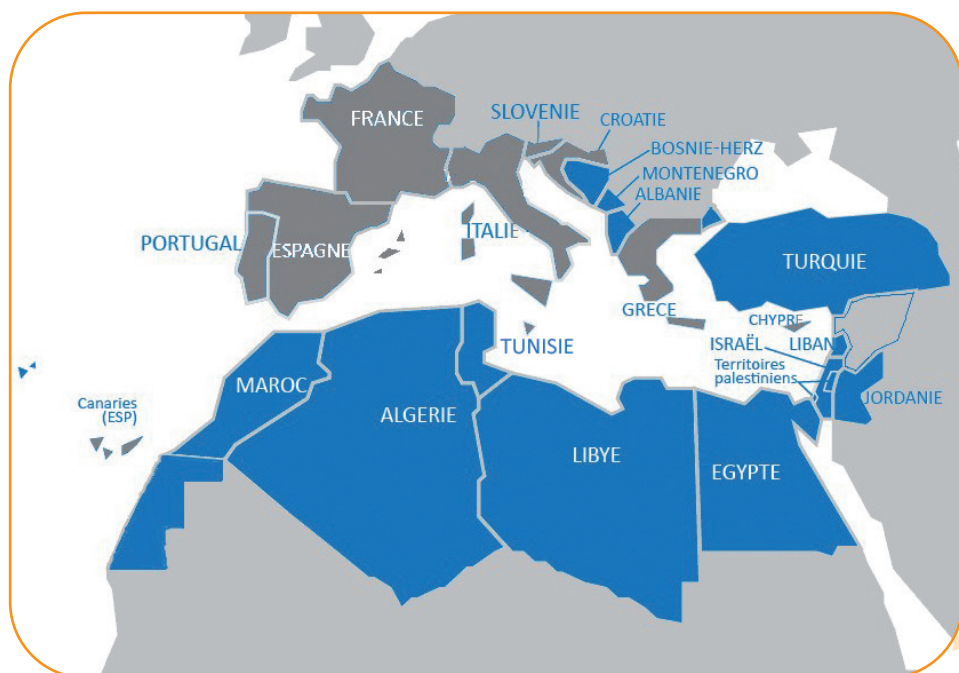 FRANCE
SLOVENIE
CROATIE
BOSNIE-HERZ
MONTENEGRO
ALBANIE
PORTUGAL
ESPAGNE
ITALIE
TURQUIE
GRECE
CHYPRE
TUNISIE
ISRAËL
LIBAN
Territoires
palestiniens
MAROC
JORDANIE
Canaries
(ESP)
ALGERIE
LIBYE
EGYPTE